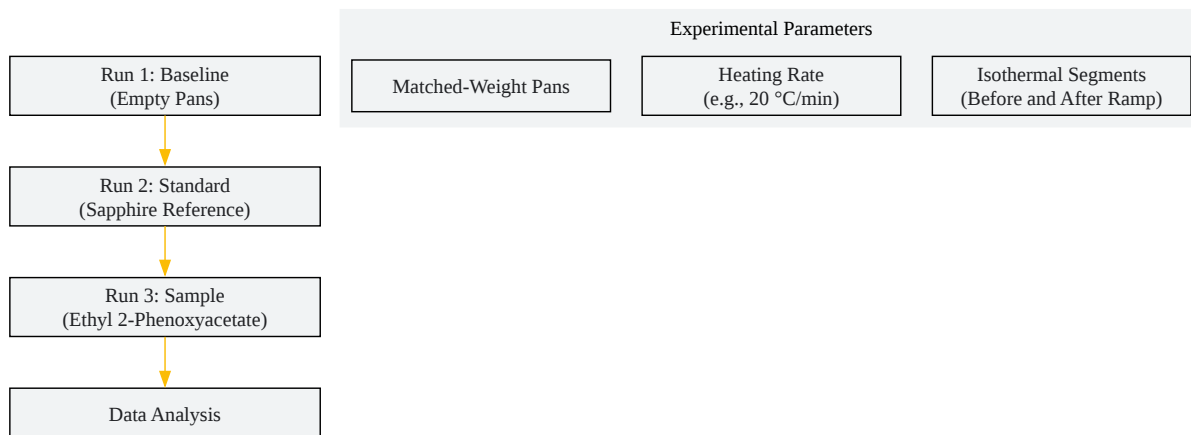 Experimental Parameters
Run 1: Baseline
(Empty Pans)
Matched-Weight Pans
Heating Rate
(e.g., 20 °C/min)
Isothermal Segments
(Before and After Ramp)
Run 2: Standard
(Sapphire Reference)
Run 3: Sample
(Ethyl 2-Phenoxyacetate)
Data Analysis